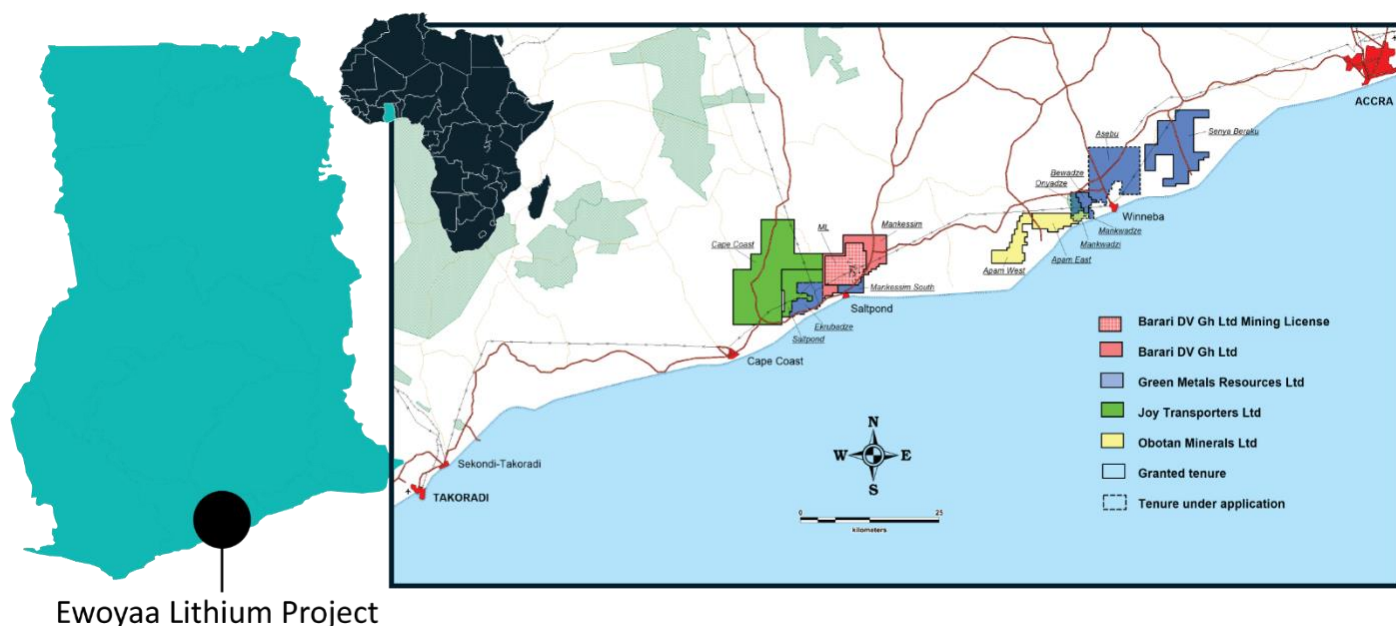 ACCRA
Asebu
Senya Beraku
Bewadze
Onyadze
Winneba
Mankwadze
Mankwadzi
Apam East
Apam West
Cape Coast
ML
Mankessim
Mankessim South
Saltpond
Ekrubadze
Saltpond
Cape Coast
Sekondi-Takoradi
TAKORADI
Barari DV Gh Ltd Mining License
Barari DV Gh Ltd
Green Metals Resources Ltd
Joy Transporters Ltd
Obotan Minerals Ltd
Granted tenure
Tenure under application
N
W E
S
0 25
kilometers
Ewoyaa Lithium Project